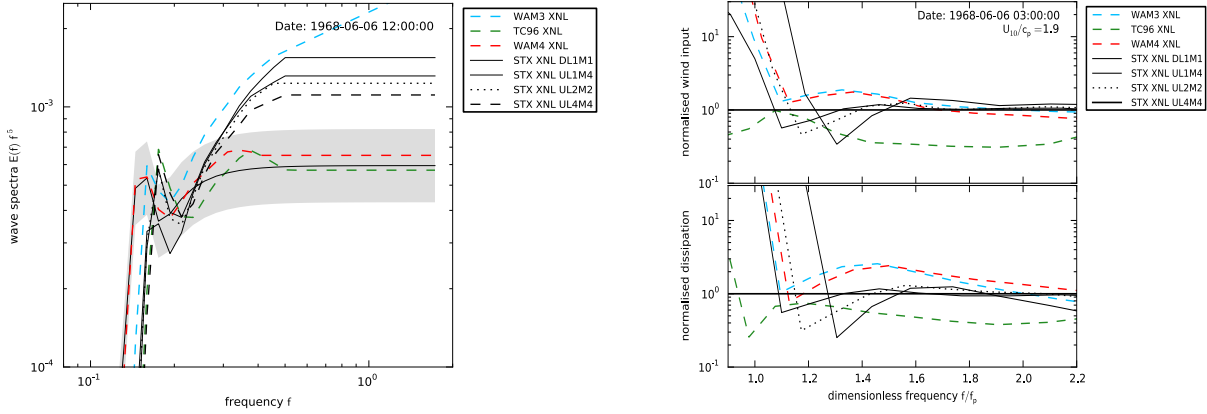 Date: 1968-06-06 12:00:00
wave spectra E(f) f⁵
10⁻³
10⁻⁴
10⁻¹
10⁰
frequency f
WAM3 XNL
TC96 XNL
WAM4 XNL
STX XNL DL1M1
STX XNL UL1M4
STX XNL UL2M2
STX XNL UL4M4
Date: 1968-06-06 03:00:00
U₁₀/cₚ=1.9
normalised wind input
10¹
10⁰
10⁻¹
normalised dissipation
10¹
10⁰
10⁻¹
1.0 1.2 1.4 1.6 1.8 2.0 2.2
dimensionless frequency f/fₚ
WAM3 XNL
TC96 XNL
WAM4 XNL
STX XNL DL1M1
STX XNL UL1M4
STX XNL UL2M2
STX XNL UL4M4